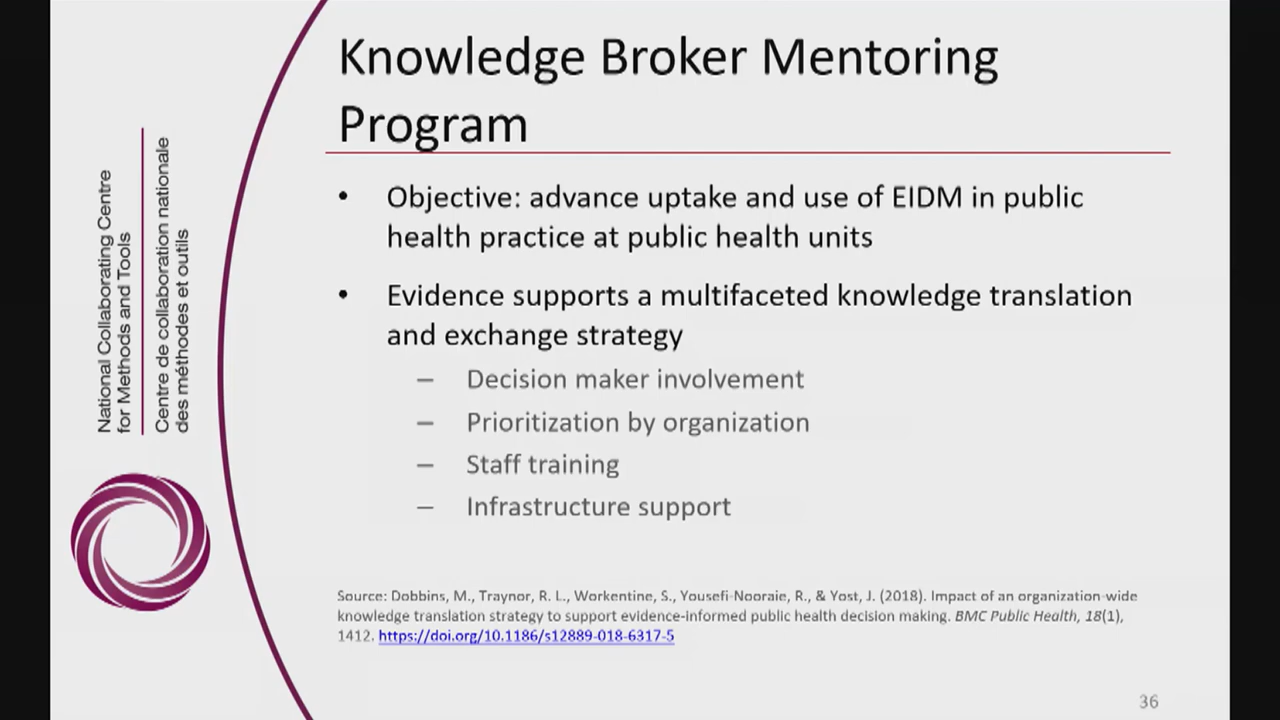 Knowledge Broker Mentoring
Program
• Objective: advance uptake and use of EIDM in public
health practice at public health units
• Evidence supports a multifaceted knowledge translation
and exchange strategy
– Decision maker involvement
– Prioritization by organization
– Staff training
– Infrastructure support
Source: Dobbins, M., Traynor, R. L., Workentine, S., Yousefi-Nooraie, R., & Yost, J. (2018). Impact of an organization-wide
knowledge translation strategy to support evidence-informed public health decision making. BMC Public Health, 18(1),
1412. https://doi.org/10.1186/s12889-018-6317-5
National Collaborating Centre
for Methods and Tools
Centre de collaboration nationale
des méthodes et outils
36